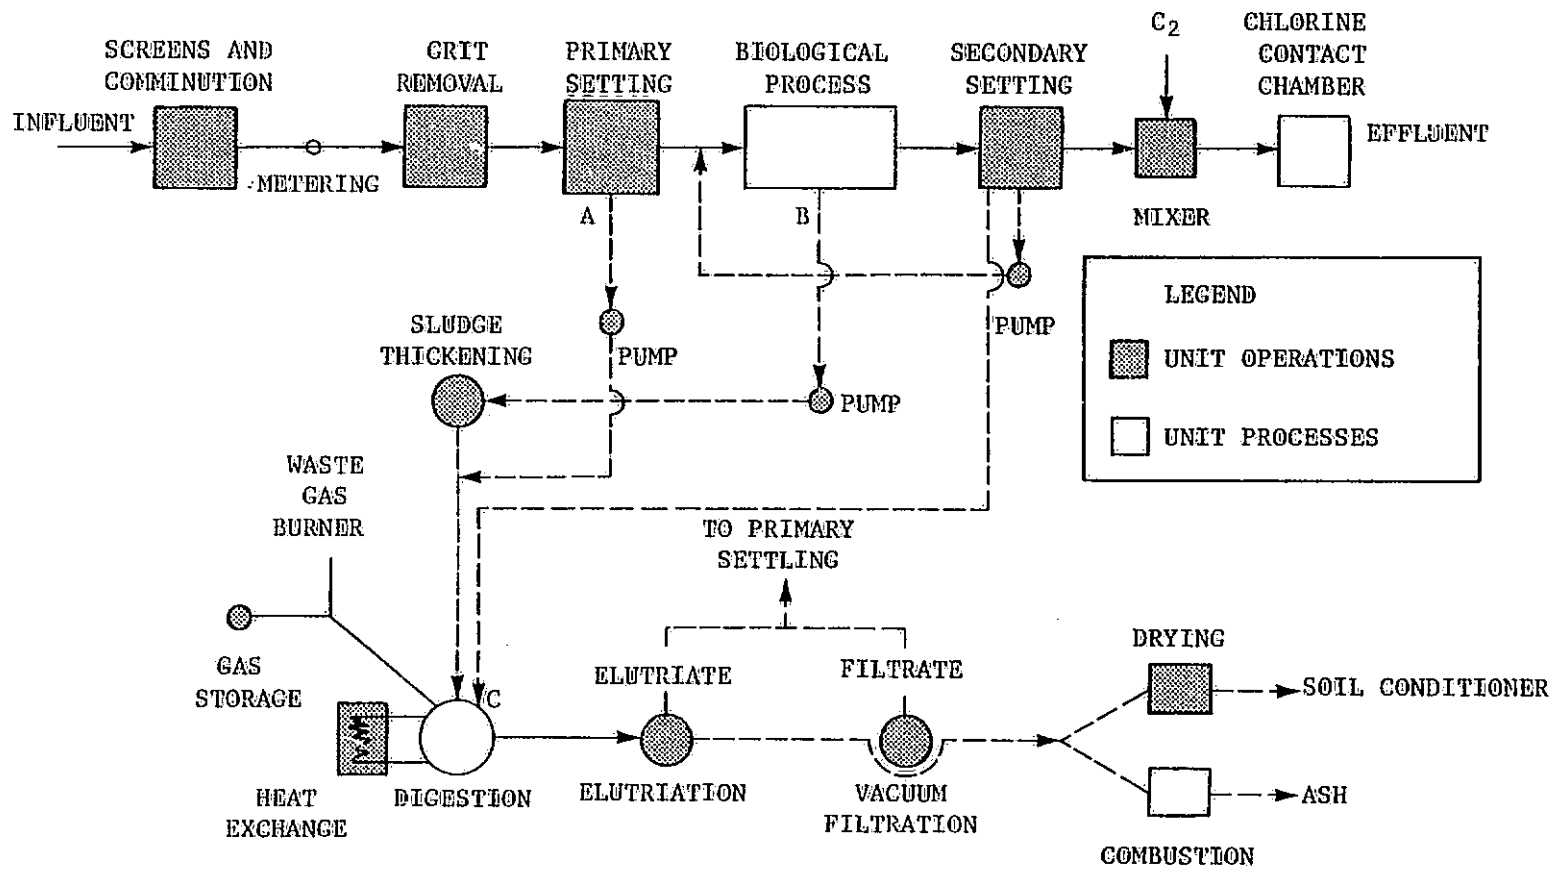 SCREENS AND
COMMINUTION
GRIT
REMOVAL
PRIMARY
SETTING
BIOLOGICAL
PROCESS
SECONDARY
SETTING
C2
CHLORINE
CONTACT
CHAMBER
INFLUENT
METERING
EFFLUENT
A
B
MIXER
LEGEND
UNIT OPERATIONS
UNIT PROCESSES
PUMP
SLUDGE
THICKENING
PUMP
PUMP
WASTE
GAS
BURNER
TO PRIMARY
SETTLING
GAS
STORAGE
C
ELUTRIATE
FILTRATE
DRYING
SOIL CONDITIONER
HEAT
EXCHANGE
DIGESTION
ELUTRIATION
VACUUM
FILTRATION
ASH
COMBUSTION